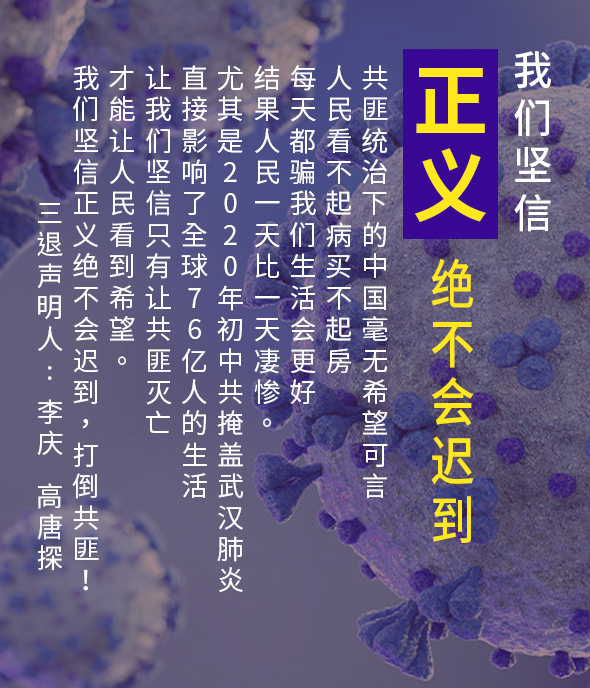 我们坚信
正义
绝不会迟到
共匪统治下的中国毫无希望可言
人民看不起病买不起房
每天都骗我们生活会更好
结果人民一天比一天凄惨。
尤其是2020年初中共掩盖武汉肺炎
直接影响了全球76亿人的生活
让我们坚信只有让共匪灭亡
才能让人民看到希望。
我们坚信正义绝不会迟到，打倒共匪！
三退声明人：李庆 高唐探